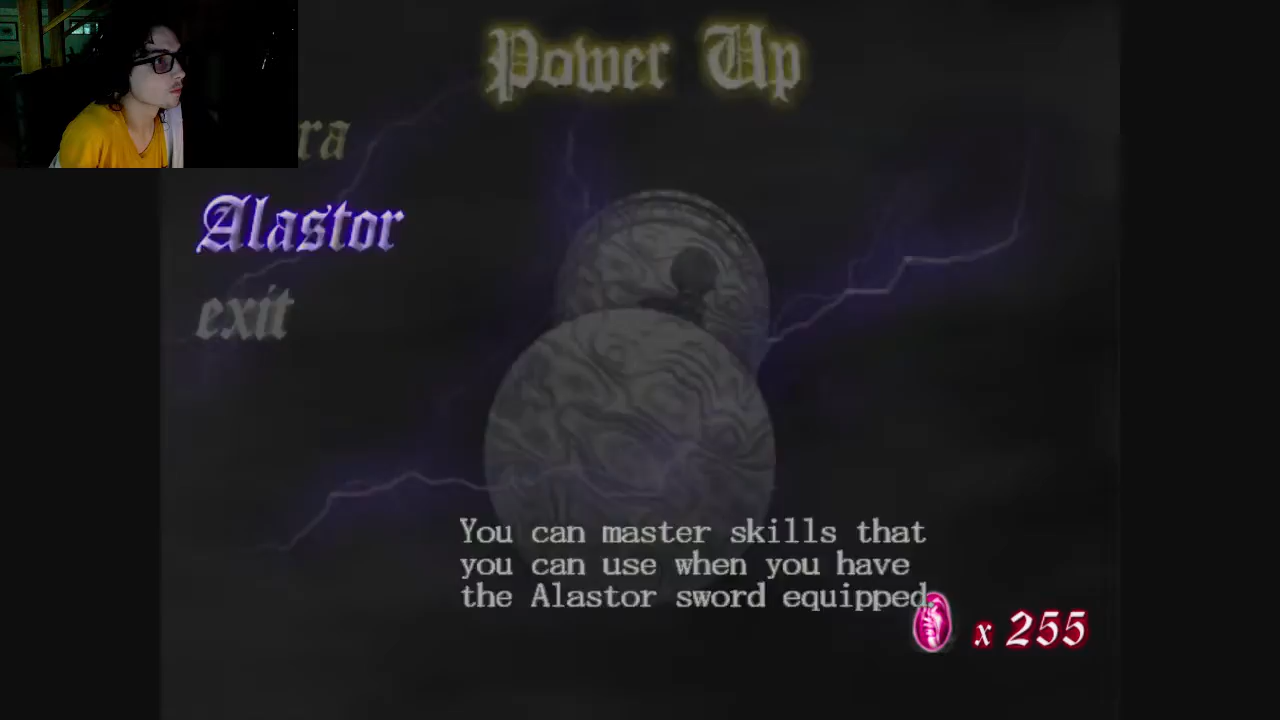 Power Up
Alastor
exit
You can master skills that
you can use when you have
the Alastor sword equipped.
x 255